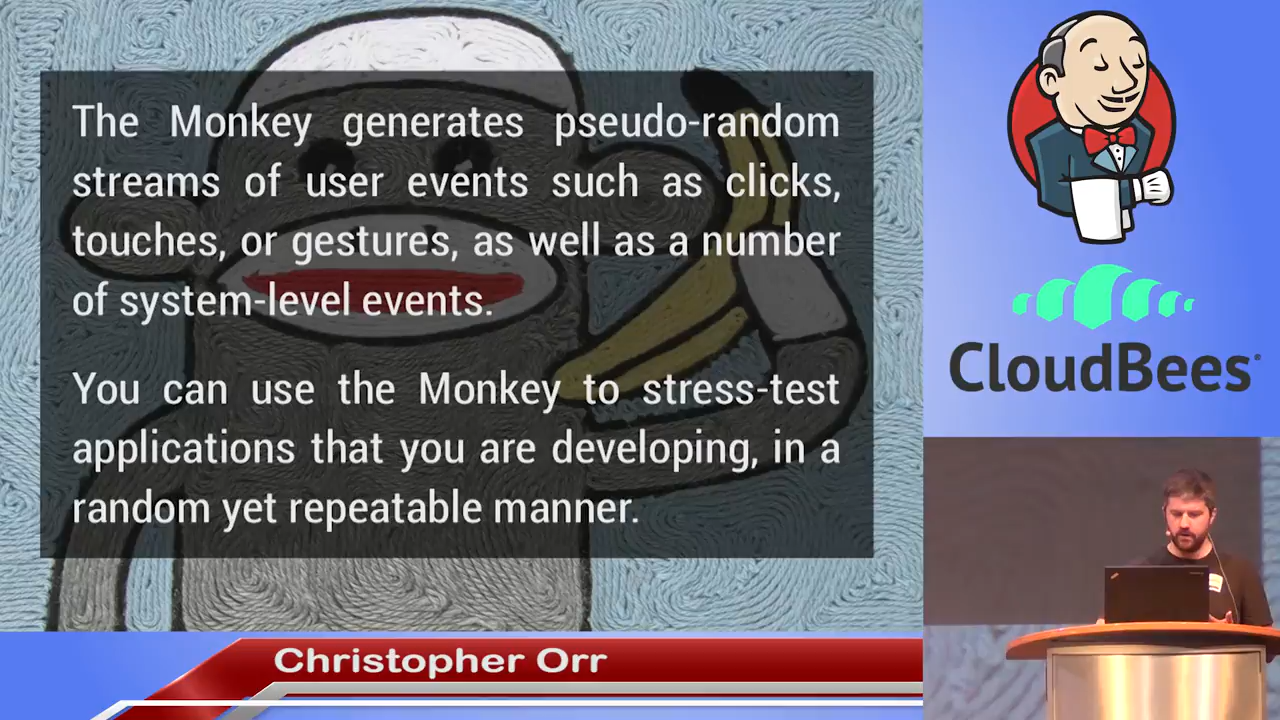 The Monkey generates pseudo-random
streams of user events such as clicks,
touches, or gestures, as well as a number
of system-level events.
You can use the Monkey to stress-test
applications that you are developing, in a
random yet repeatable manner.
CloudBees
Christopher Orr